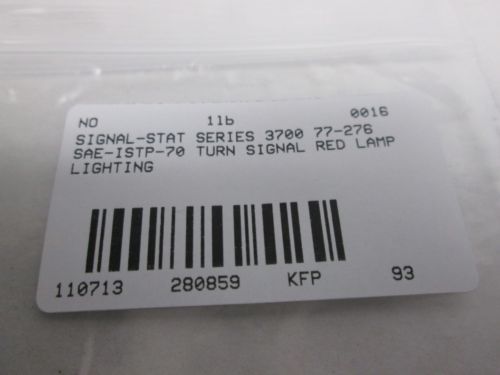 NO 11b 0016
SIGNAL-STAT SERIES 3700 77-276
SAE-ISTP-70 TURN SIGNAL RED LAMP
LIGHTING
110713 280859 KFP 93